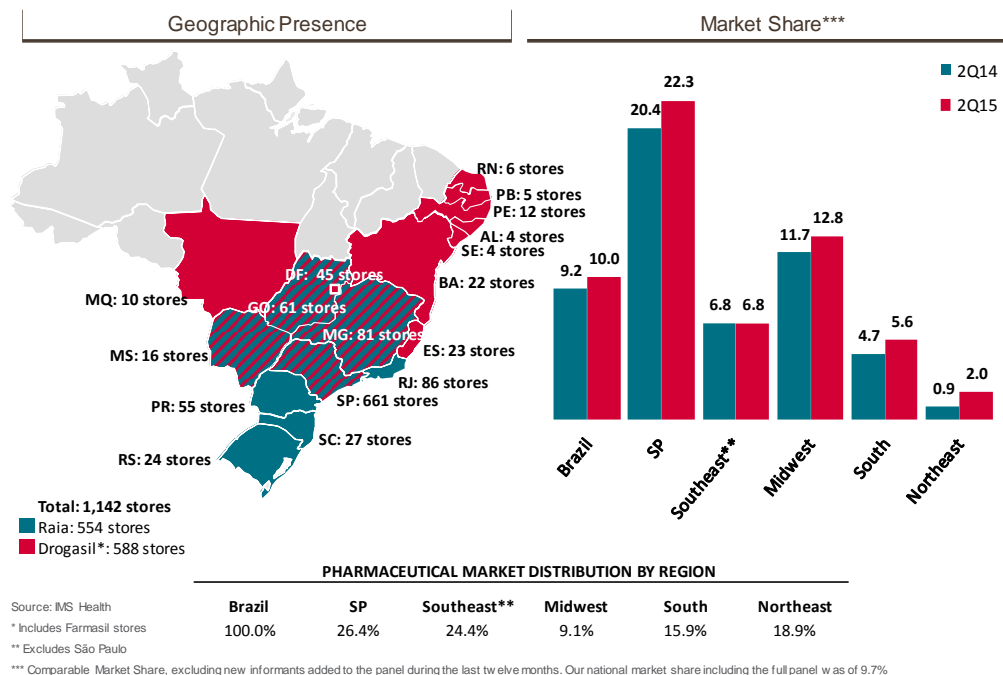 Geographic Presence
Market Share***
2Q14
2Q15
RN: 6 stores
PB: 5 stores
PE: 12 stores
AL: 4 stores
SE: 4 stores
BA: 22 stores
DF: 45 stores
MQ: 10 stores
GO: 61 stores
MG: 81 stores
MS: 16 stores
ES: 23 stores
RJ: 86 stores
SP: 661 stores
PR: 55 stores
SC: 27 stores
RS: 24 stores
Total: 1,142 stores
Raia: 554 stores
Drogasil*: 588 stores
9.2 10.0
20.4 22.3
6.8 6.8
11.7 12.8
4.7 5.6
0.9 2.0
Brazil
SP
Southeast**
Midwest
South
Northeast
PHARMACEUTICAL MARKET DISTRIBUTION BY REGION
Brazil SP Southeast** Midwest South Northeast
100.0% 26.4% 24.4% 9.1% 15.9% 18.9%
Source: IMS Health
* Includes Farmasil stores
** Excludes São Paulo
*** Comparable Market Share, excluding new informants added to the panel during the last twelve months. Our national market share including the full panel was of 9.7%